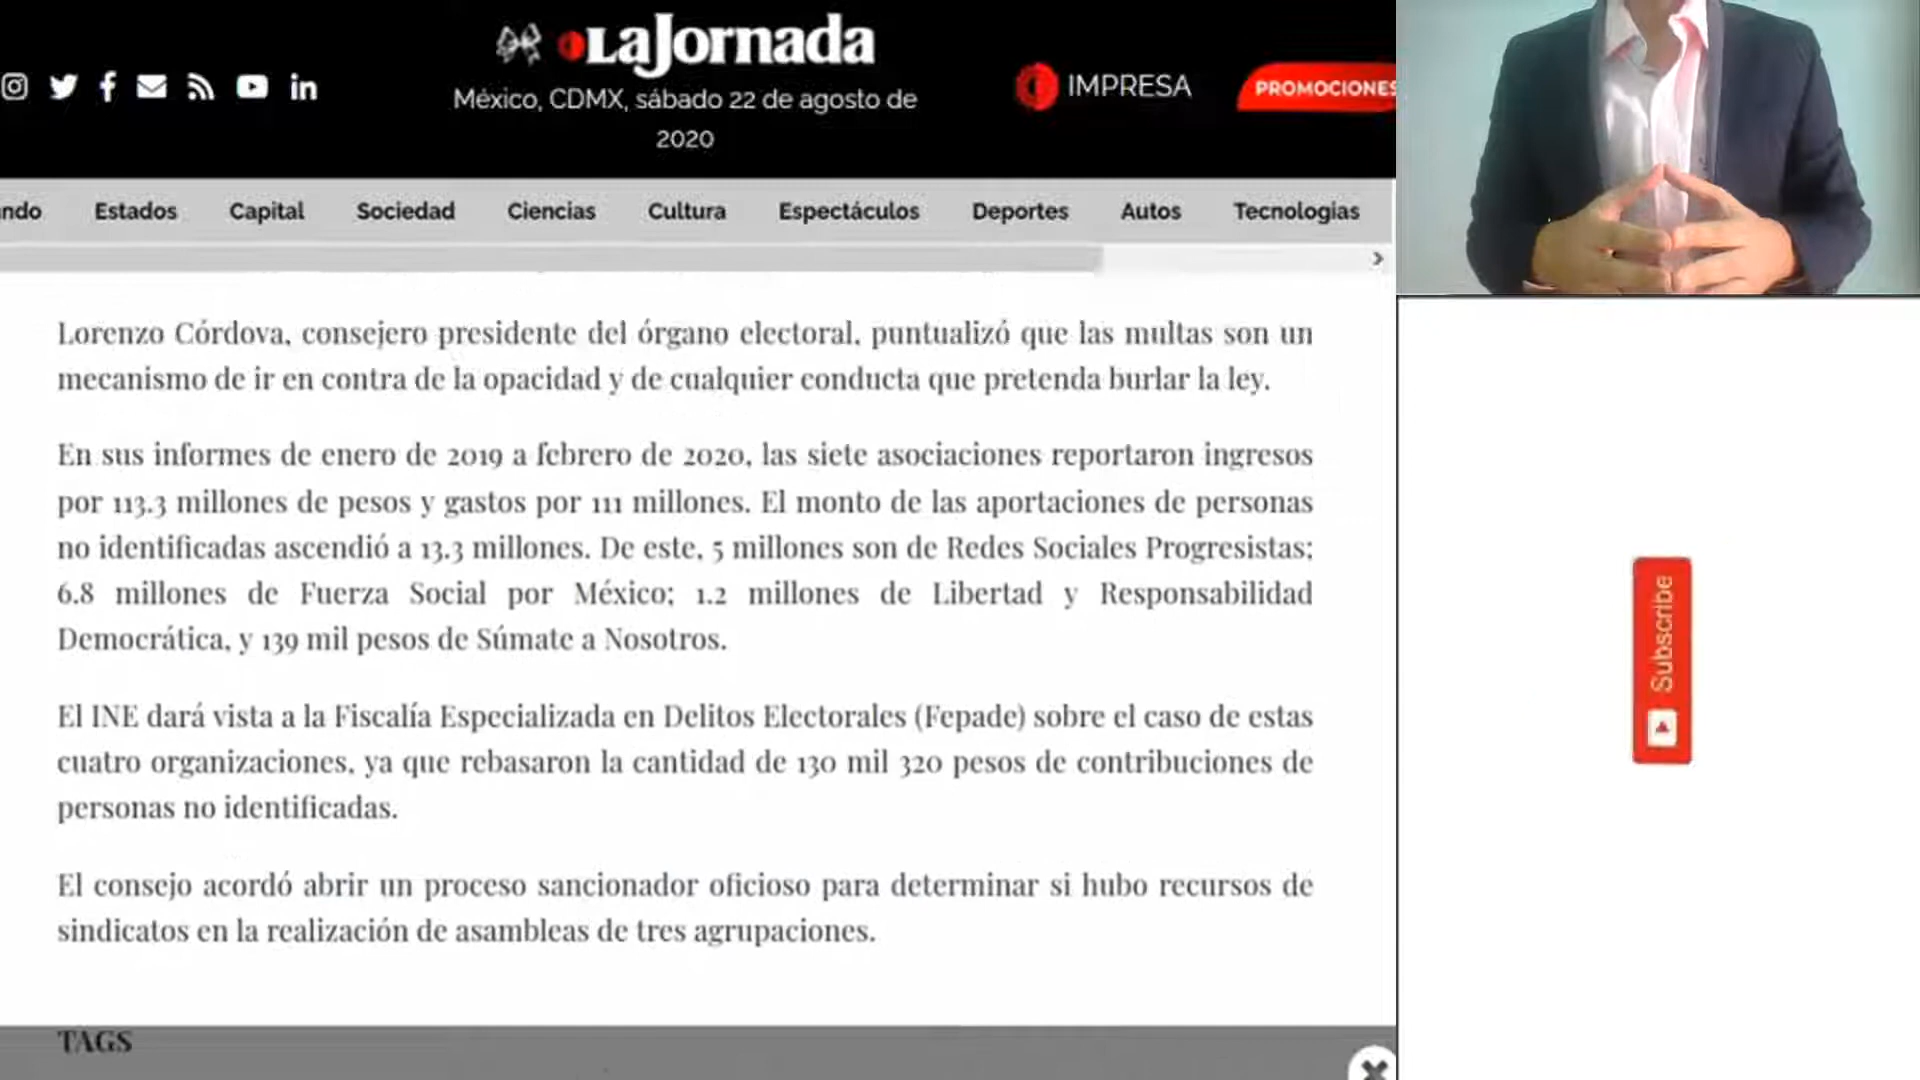 LaJornada
México, CDMX, sábado 22 de agosto de
2020
IMPRESA
PROMOCIONES
ndo Estados Capital Sociedad Ciencias Cultura Espectáculos Deportes Autos Tecnologías
Lorenzo Córdova, consejero presidente del órgano electoral, puntualizó que las multas son un
mecanismo de ir en contra de la opacidad y de cualquier conducta que pretenda burlar la ley.
En sus informes de enero de 2019 a febrero de 2020, las siete asociaciones reportaron ingresos
por 113.3 millones de pesos y gastos por 111 millones. El monto de las aportaciones de personas
no identificadas ascendió a 13.3 millones. De este, 5 millones son de Redes Sociales Progresistas;
6.8 millones de Fuerza Social por México; 1.2 millones de Libertad y Responsabilidad
Democrática, y 139 mil pesos de Súmate a Nosotros.
El INE dará vista a la Fiscalía Especializada en Delitos Electorales (Fepade) sobre el caso de estas
cuatro organizaciones, ya que rebasaron la cantidad de 130 mil 320 pesos de contribuciones de
personas no identificadas.
El consejo acordó abrir un proceso sancionador oficioso para determinar si hubo recursos de
sindicatos en la realización de asambleas de tres agrupaciones.
TAGS
Subscribe